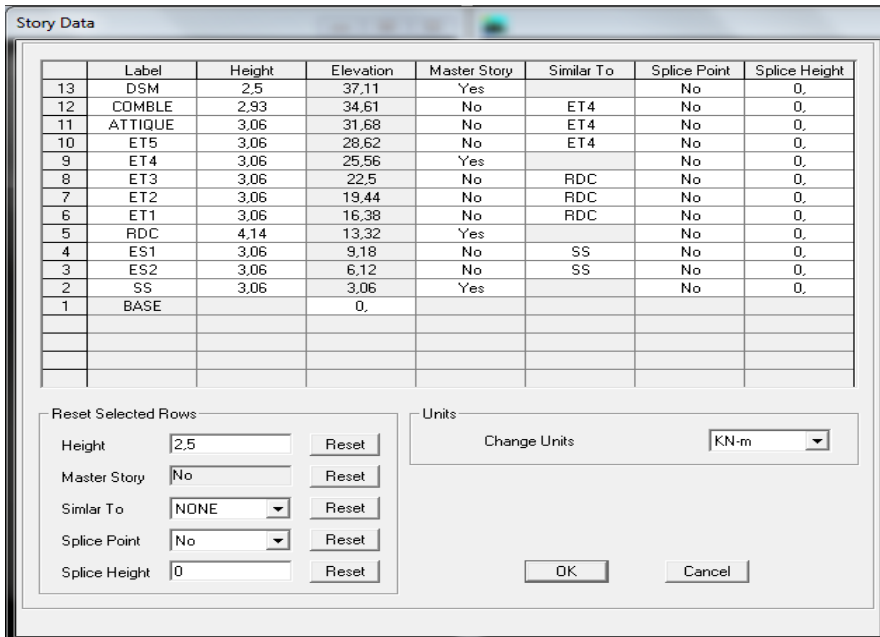 Story Data
Label Height Elevation Master Story Similar To Splice Point Splice Height
13 DSM 2,5 37,11 Yes No 0,
12 COMBLE 2,93 34,61 No ET4 No 0,
11 ATTIQUE 3,06 31,68 No ET4 No 0,
10 ET5 3,06 28,62 No ET4 No 0,
9 ET4 3,06 25,56 Yes No 0,
8 ET3 3,06 22,5 No RDC No 0,
7 ET2 3,06 19,44 No RDC No 0,
6 ET1 3,06 16,38 No RDC No 0,
5 RDC 4,14 13,32 Yes No 0,
4 ES1 3,06 9,18 No SS No 0,
3 ES2 3,06 6,12 No SS No 0,
2 SS 3,06 3,06 Yes No 0,
1 BASE 0,
Reset Selected Rows
Height 2,5 Reset
Master Story No Reset
Simlar To NONE Reset
Splice Point No Reset
Splice Height 0 Reset
Units
Change Units KN-m
OK Cancel